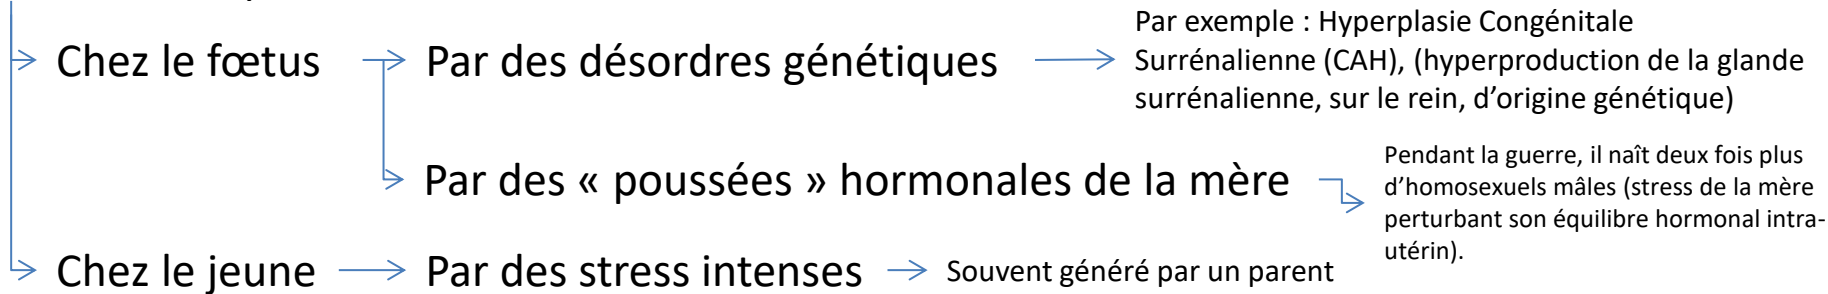 Chez le fœtus
Par des désordres génétiques
Par exemple : Hyperplasie Congénitale
Surrénalienne (CAH), (hyperproduction de la glande
surrénalienne, sur le rein, d’origine génétique)
Par des « poussées » hormonales de la mère
Pendant la guerre, il naît deux fois plus
d’homosexuels mâles (stress de la mère
perturbant son équilibre hormonal intra-
utérin).
Chez le jeune
Par des stress intenses
Souvent généré par un parent